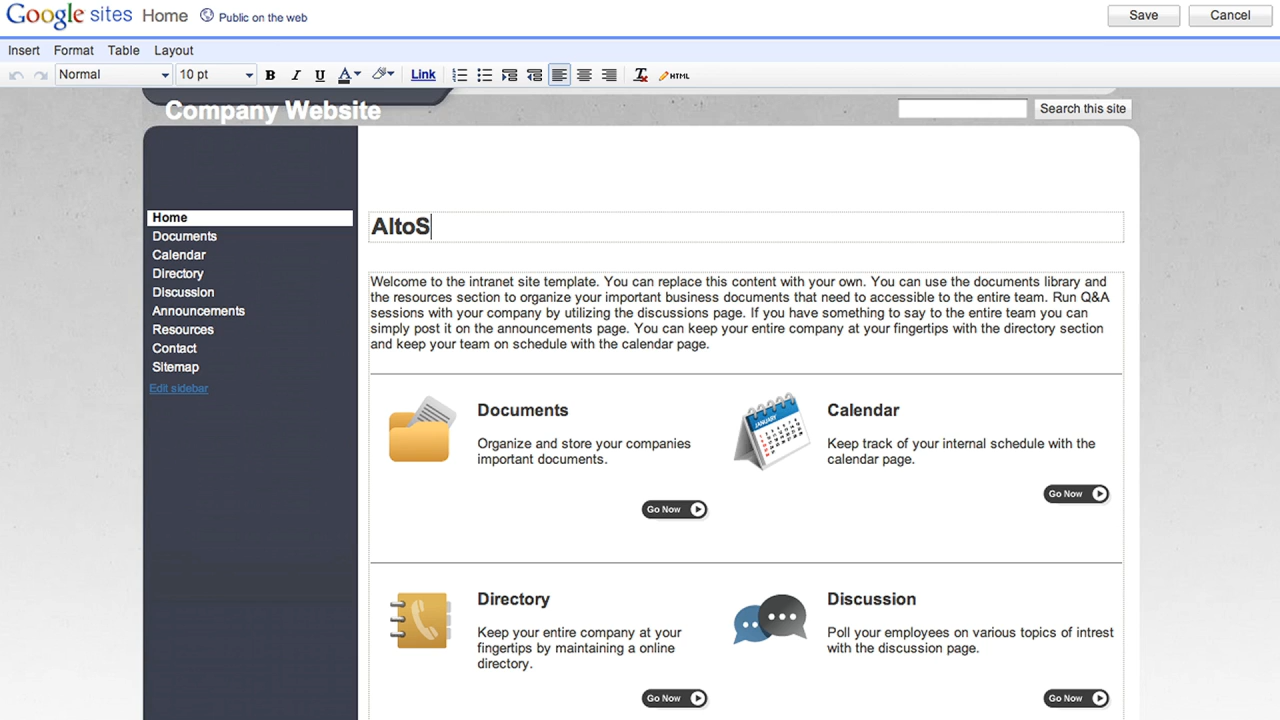 Google sites Home Public on the web Save Cancel
Insert Format Table Layout
Normal 10 pt B I U A Link T HTML
Company Website Search this site
Home
Documents
Calendar
Directory
Discussion
Announcements
Resources
Contact
Sitemap
Edit sidebar
AltoS
Welcome to the intranet site template. You can replace this content with your own. You can use the documents library and
the resources section to organize your important business documents that need to accessible to the entire team. Run Q&A
sessions with your company by utilizing the discussions page. If you have something to say to the entire team you can
simply post it on the announcements page. You can keep your entire company at your fingertips with the directory section
and keep your team on schedule with the calendar page.
Documents
Organize and store your companies
important documents.
Go Now
JANUARY
Calendar
Keep track of your internal schedule with the
calendar page.
Go Now
Directory
Keep your entire company at your
fingertips by maintaining a online
directory.
Go Now
Discussion
Poll your employees on various topics of intrest
with the discussion page.
Go Now